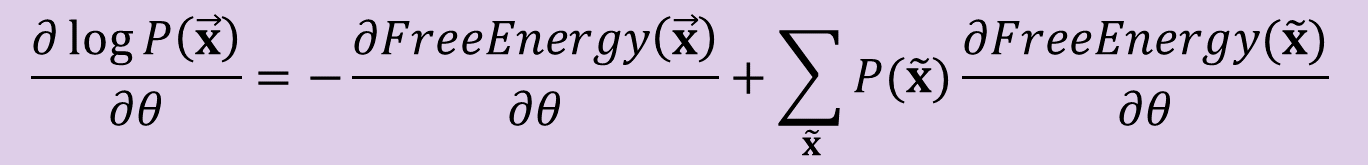 ∂ log P(x⃗)/∂θ = − ∂FreeEnergy(x⃗)/∂θ + ∑_x̃ P(x̃) ∂FreeEnergy(x̃)/∂θ